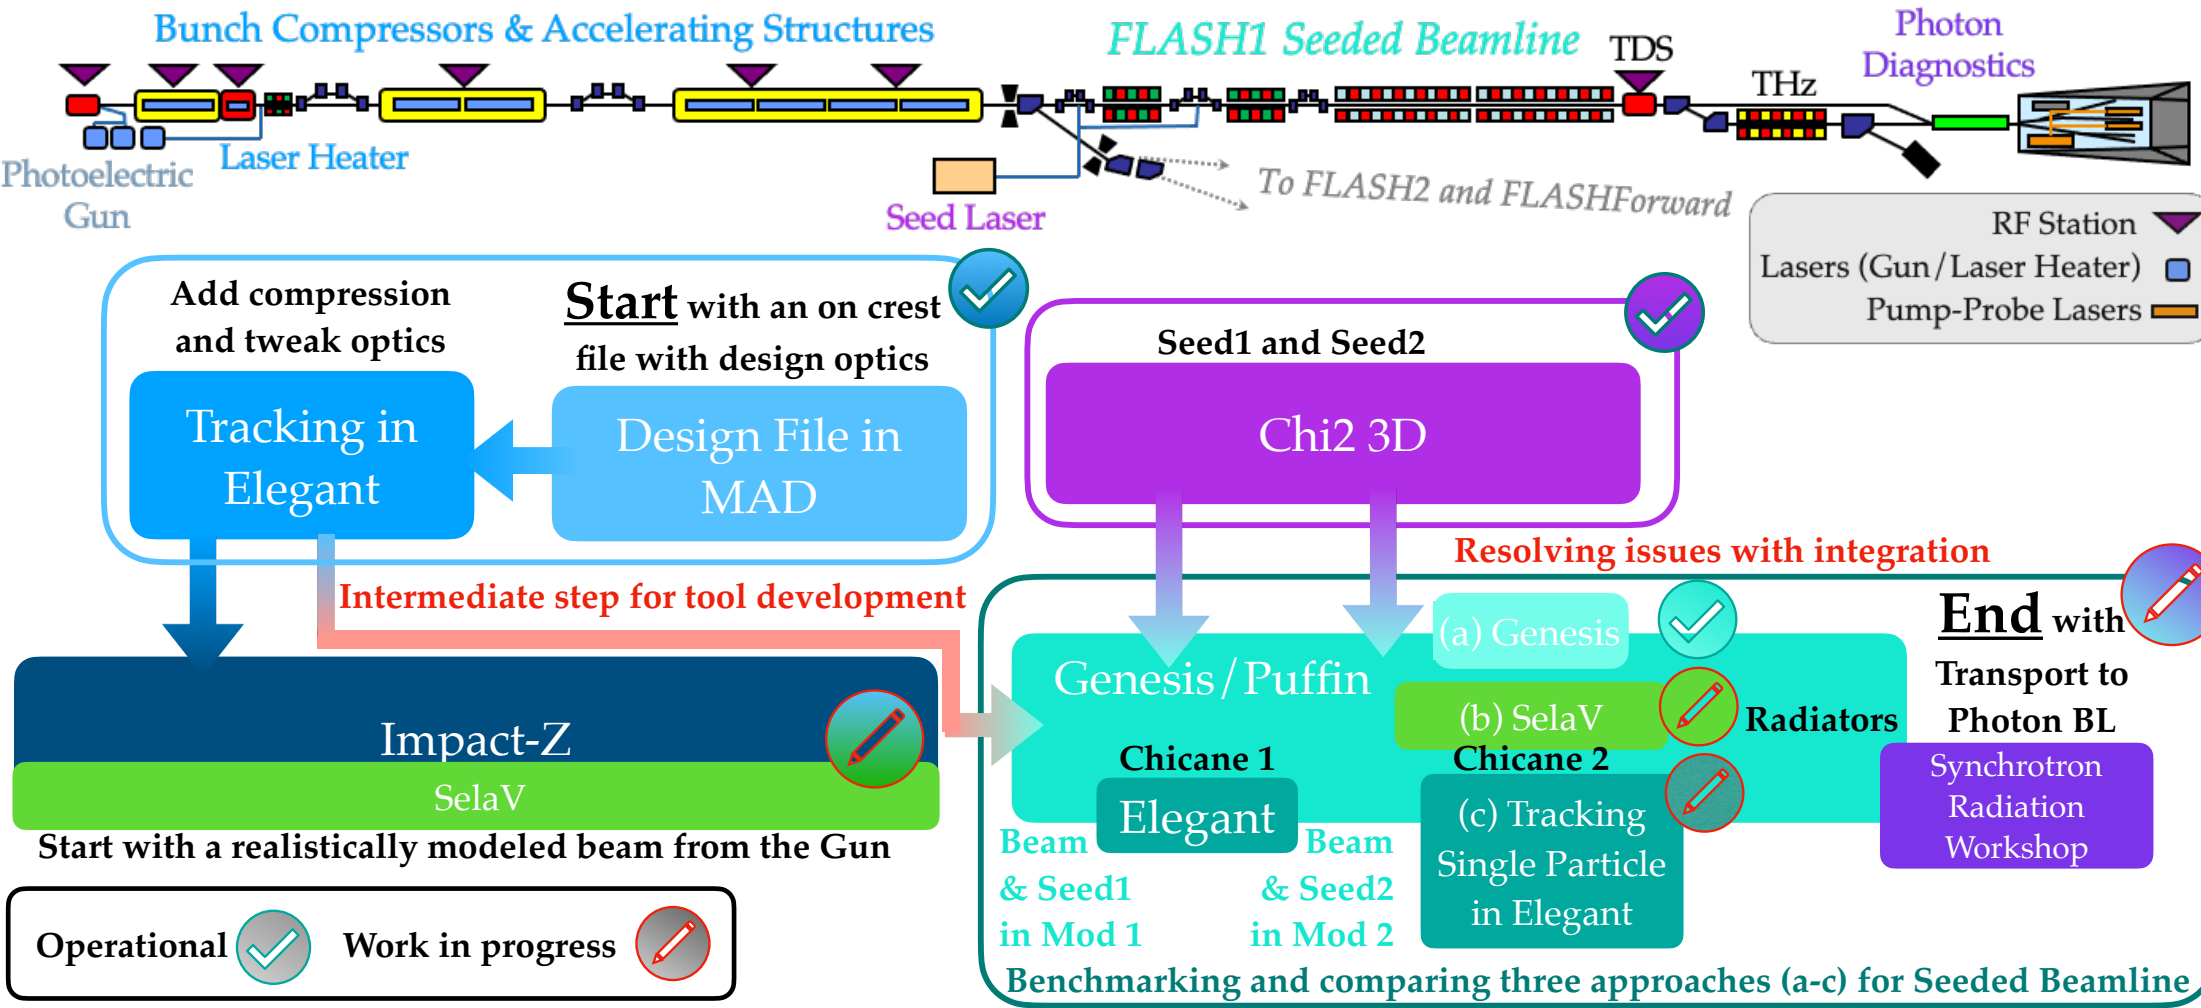 Bunch Compressors & Accelerating Structures
FLASH1 Seeded Beamline
TDS
Photon
Diagnostics
THz
Laser Heater
Photoelectric
Gun
Seed Laser
To FLASH2 and FLASHForward
RF Station
Lasers (Gun/Laser Heater)
Pump-Probe Lasers
Add compression
and tweak optics
Start with an on crest
file with design optics
Tracking in
Elegant
Design File in
MAD
Seed1 and Seed2
Chi2 3D
Resolving issues with integration
Intermediate step for tool development
Impact-Z
SelaV
Start with a realistically modeled beam from the Gun
Genesis/Puffin
(a) Genesis
(b) SelaV
Radiators
Chicane 1
Elegant
Chicane 2
(c) Tracking
Single Particle
in Elegant
Beam
& Seed1
in Mod 1
Beam
& Seed2
in Mod 2
End with
Transport to
Photon BL
Synchrotron
Radiation
Workshop
Operational
Work in progress
Benchmarking and comparing three approaches (a-c) for Seeded Beamline